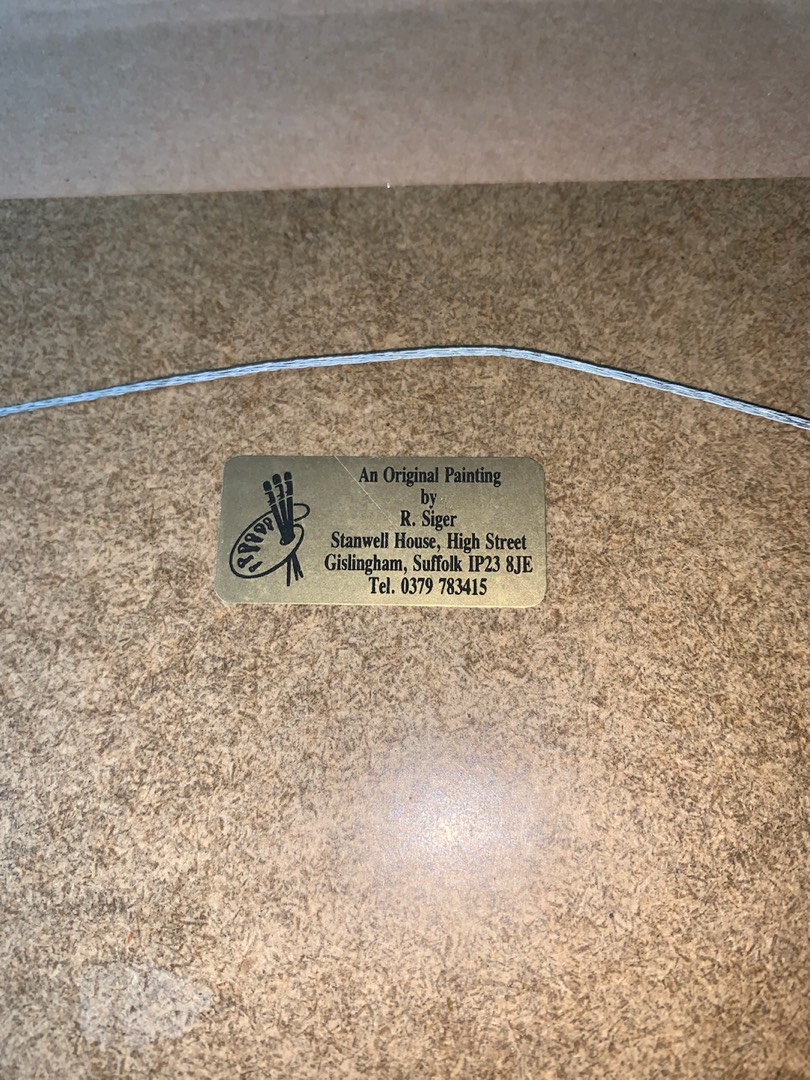 An Original Painting
by
R. Siger
Stanwell House, High Street
Gislingham, Suffolk IP23 8JE
Tel. 0379 783415